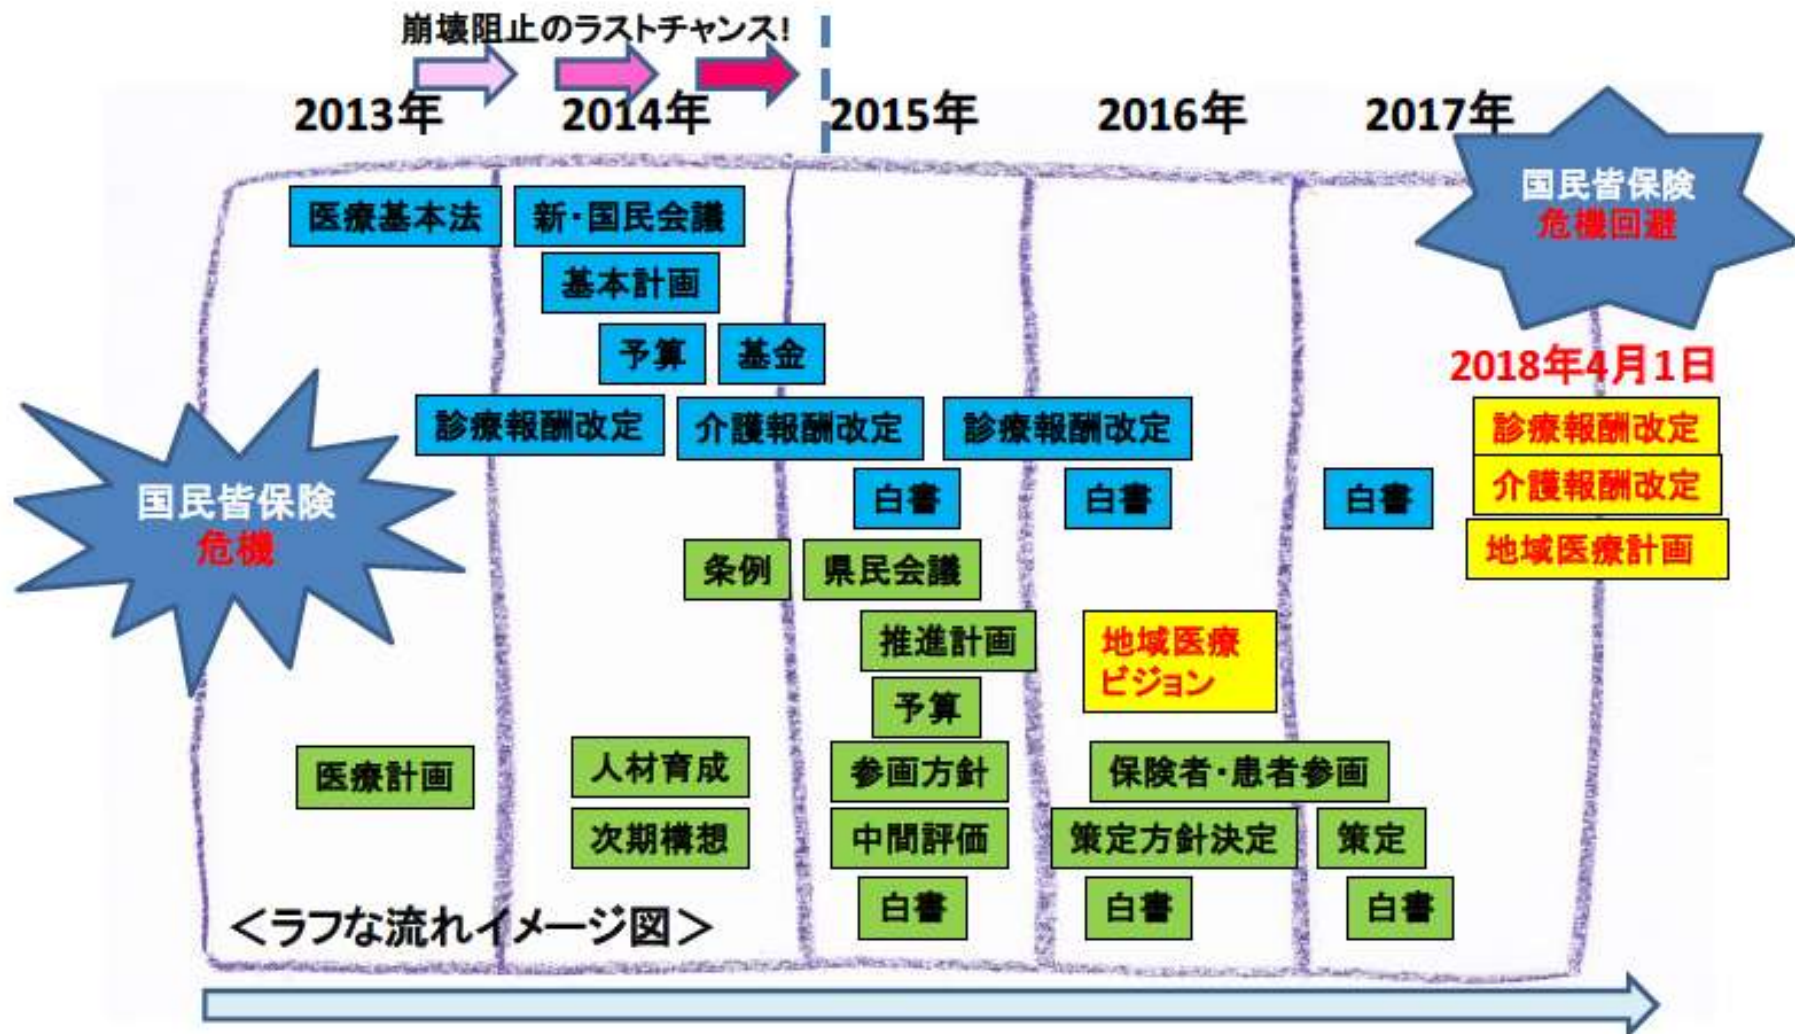 崩壊阻止のラストチャンス!
2013年
2014年
2015年
2016年
2017年
国民皆保険
危機回避
医療基本法
新・国民会議
基本計画
予算
基金
2018年4月1日
診療報酬改定
介護報酬改定
診療報酬改定
診療報酬改定
国民皆保険
危機
白書
白書
白書
介護報酬改定
条例
県民会議
地域医療計画
推進計画
地域医療
ビジョン
予算
医療計画
人材育成
参画方針
保険者・患者参画
次期構想
中間評価
策定方針決定
策定
白書
白書
白書
＜ラフな流れイメージ図＞